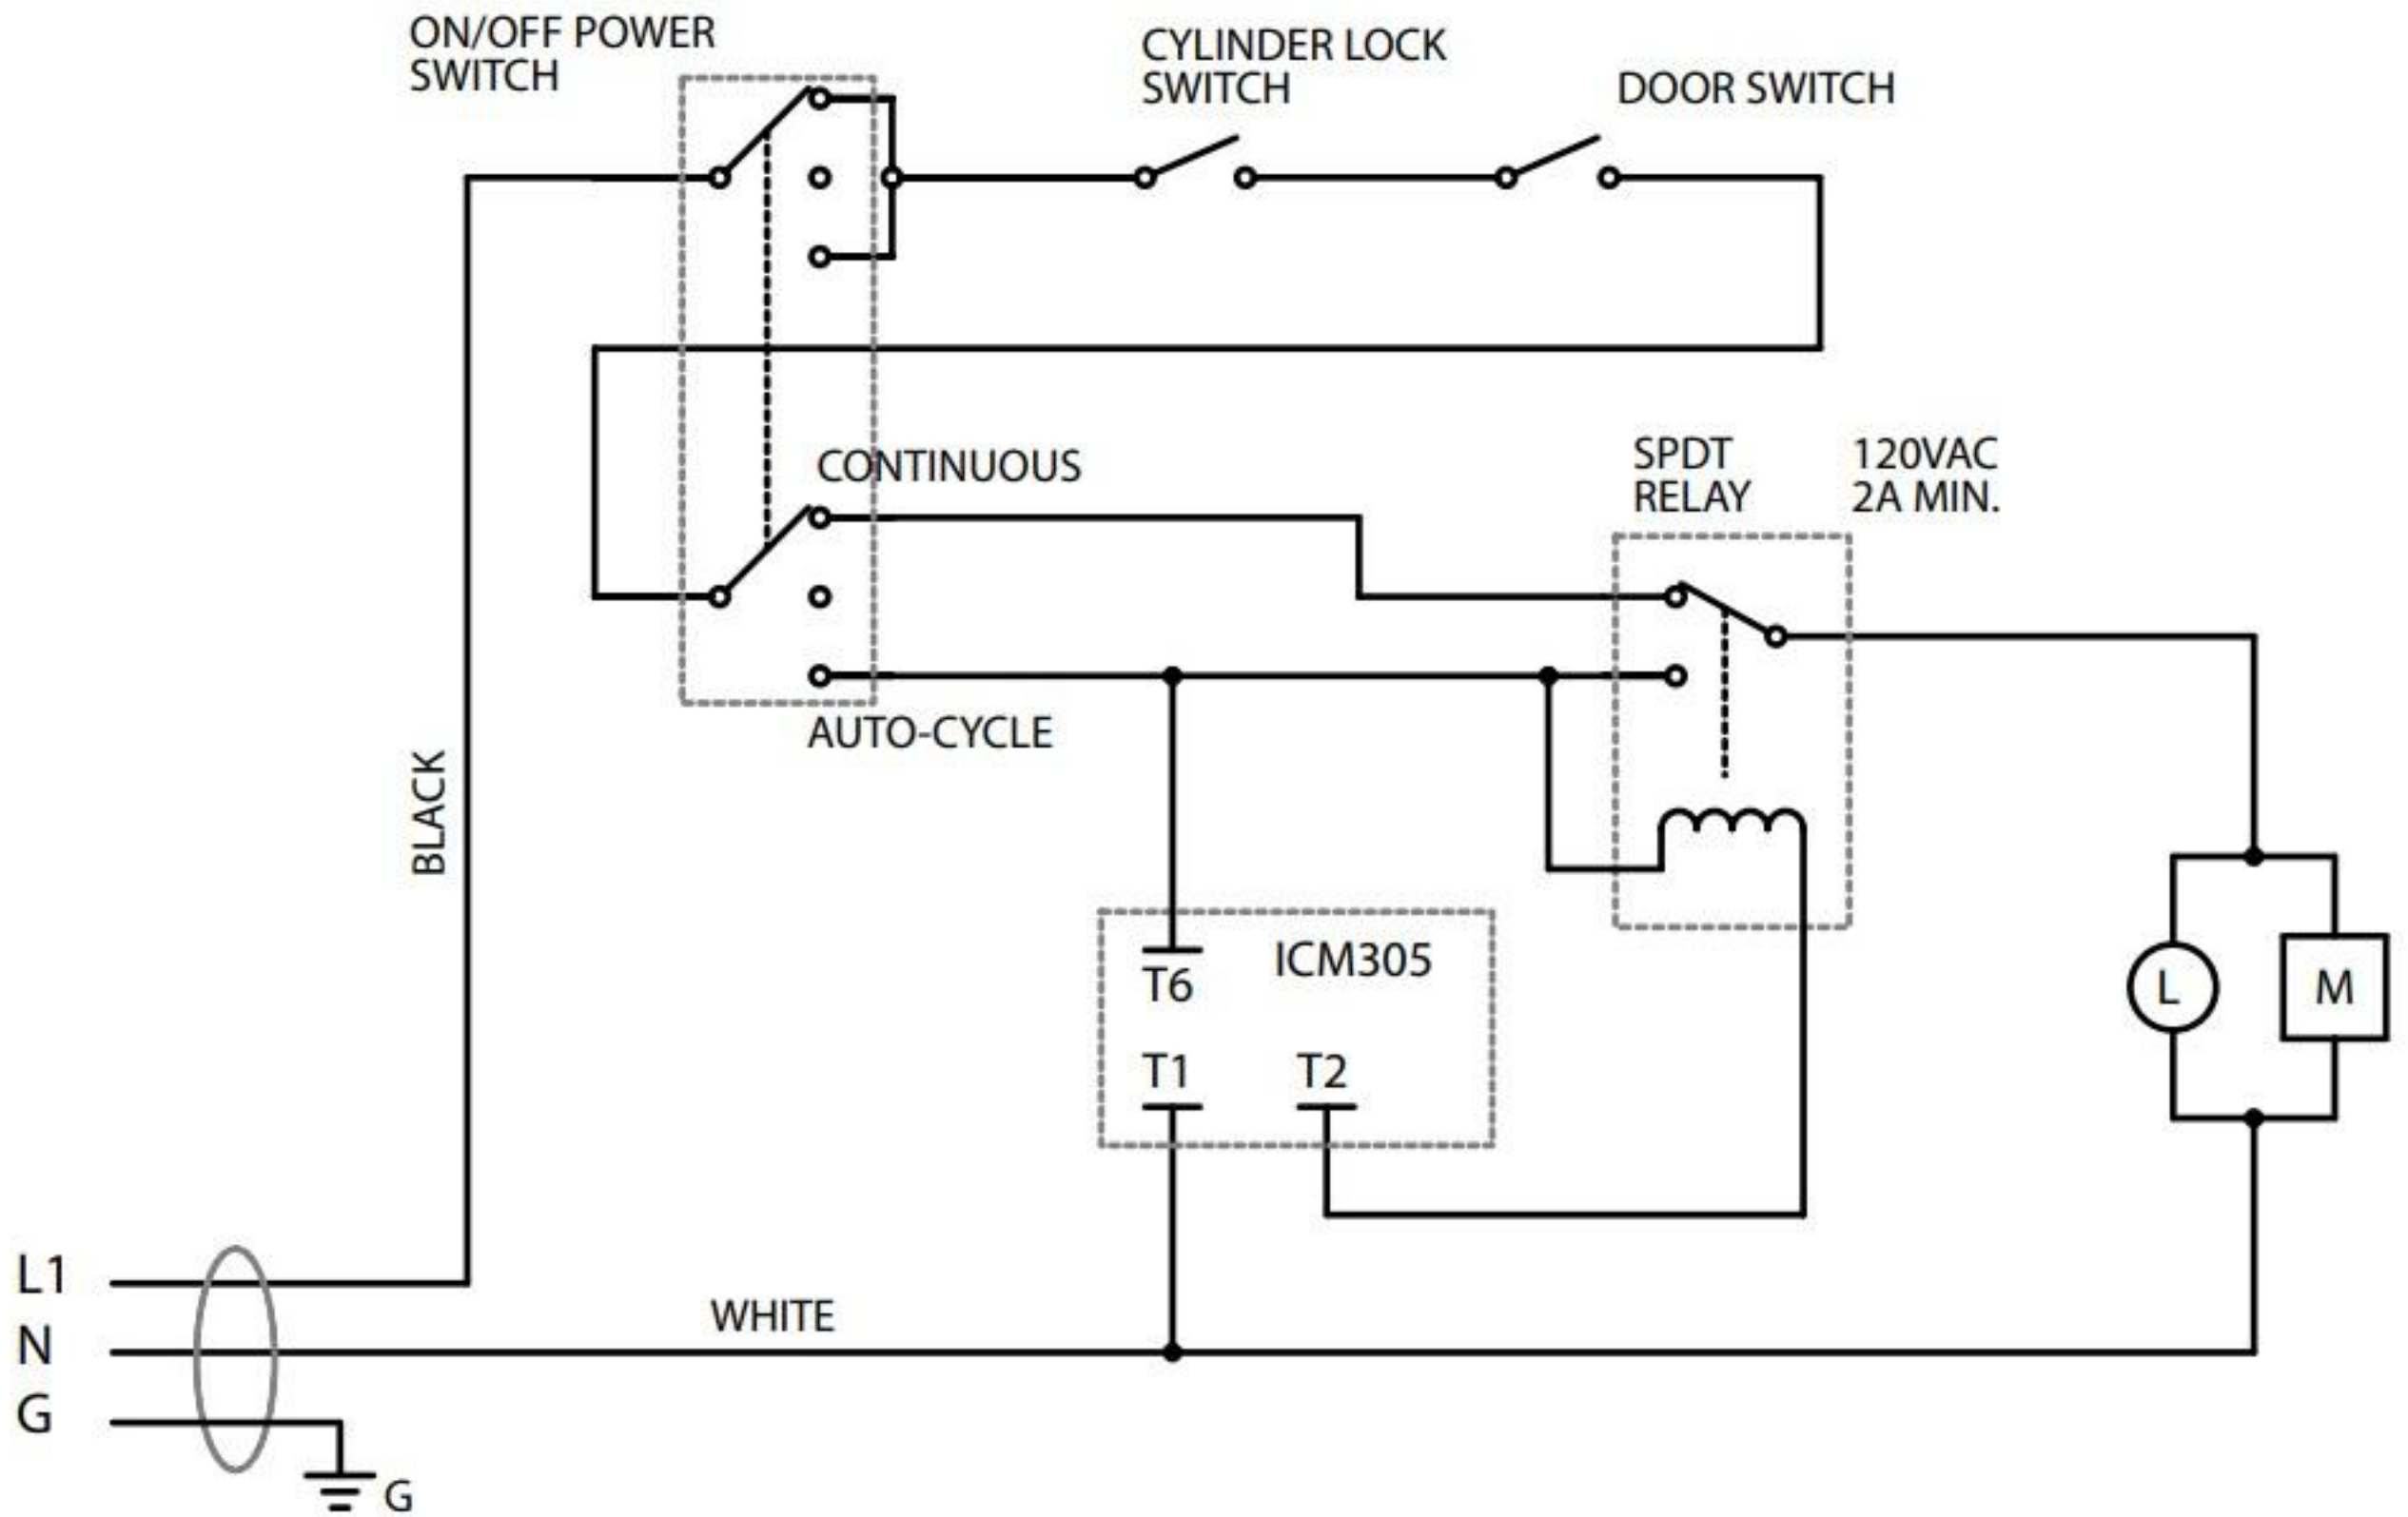 ON/OFF POWER
SWITCH
CYLINDER LOCK
SWITCH
DOOR SWITCH
CONTINUOUS
SPDT
RELAY
120VAC
2A MIN.
AUTO-CYCLE
BLACK
ICM305
T6
T1
T2
L
M
L1
WHITE
N
G
G